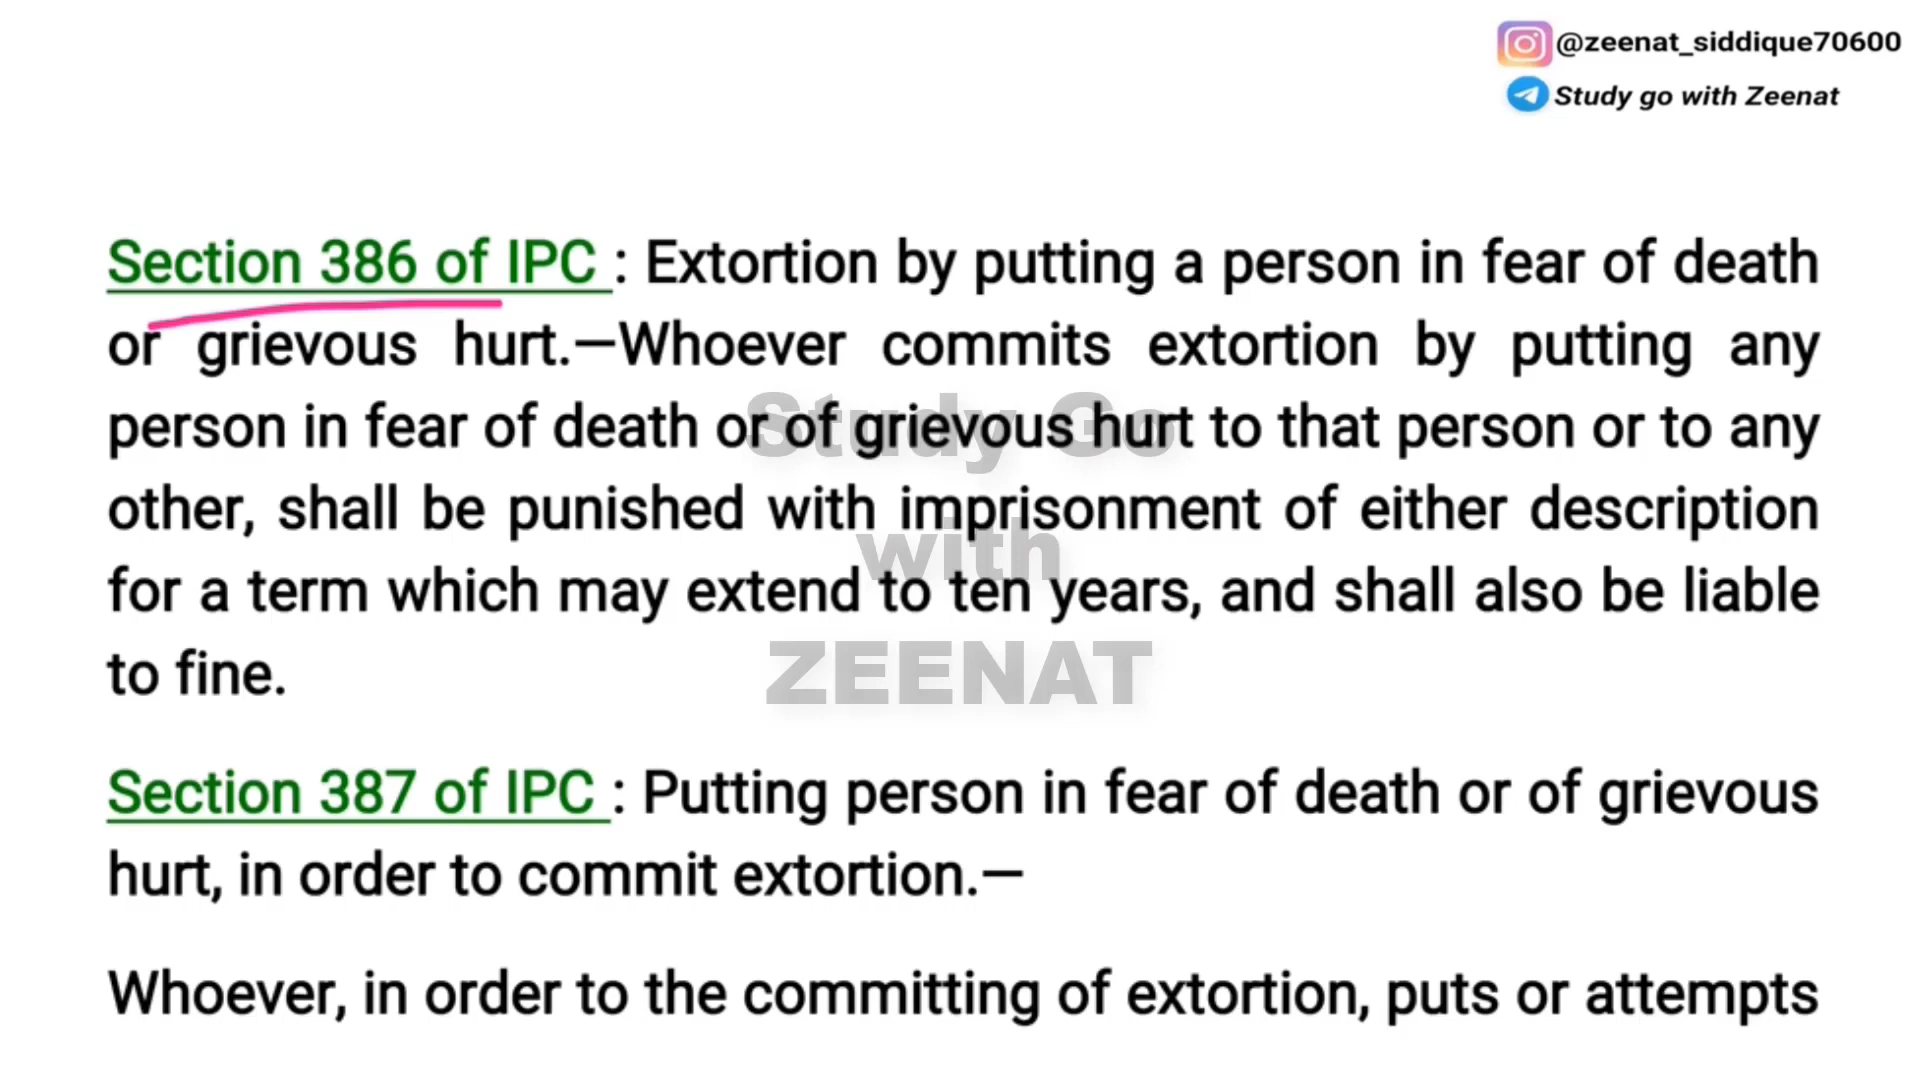 @zeenat_siddique70600
Study go with Zeenat
Section 386 of IPC : Extortion by putting a person in fear of death
or grievous hurt.—Whoever commits extortion by putting any
person in fear of death or of grievous hurt to that person or to any
other, shall be punished with imprisonment of either description
for a term which may extend to ten years, and shall also be liable
to fine.
Study Go
with
ZEENAT
Section 387 of IPC : Putting person in fear of death or of grievous
hurt, in order to commit extortion.—
Whoever, in order to the committing of extortion, puts or attempts